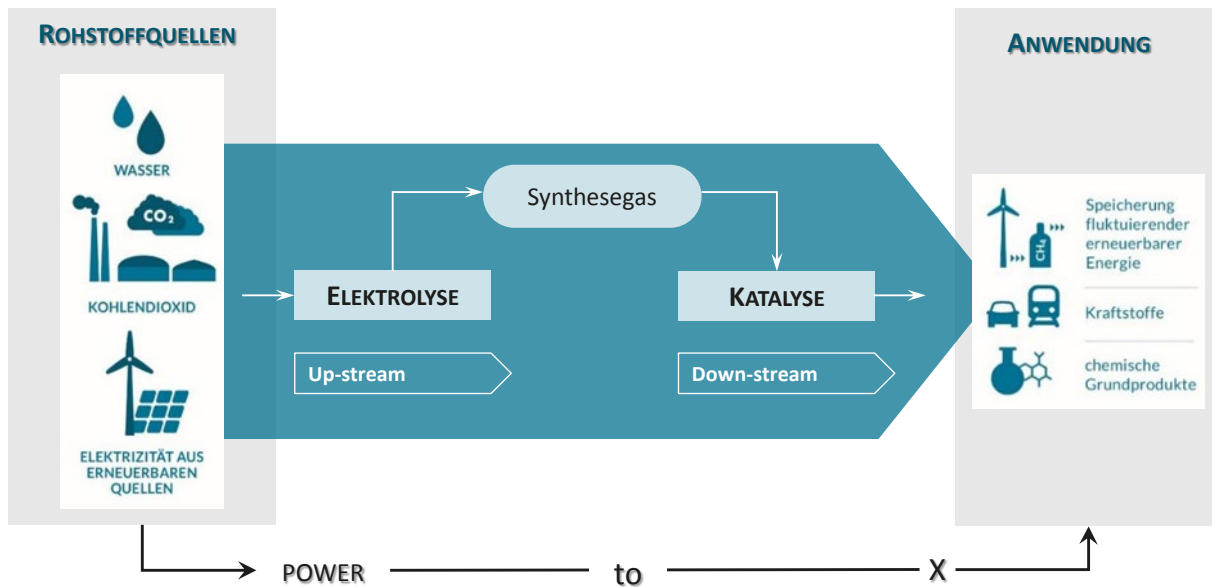 ROHSTOFFQUELLEN
WASSER
CO2
KOHLENDIOXID
ELEKTRIZITÄT AUS
ERNEUERBAREN
QUELLEN
Synthesegas
ELEKTROLYSE
KATALYSE
Up-stream
Down-stream
ANWENDUNG
CH4
Speicherung
fluktuierender
erneuerbarer
Energie
Kraftstoffe
chemische
Grundprodukte
POWER to X